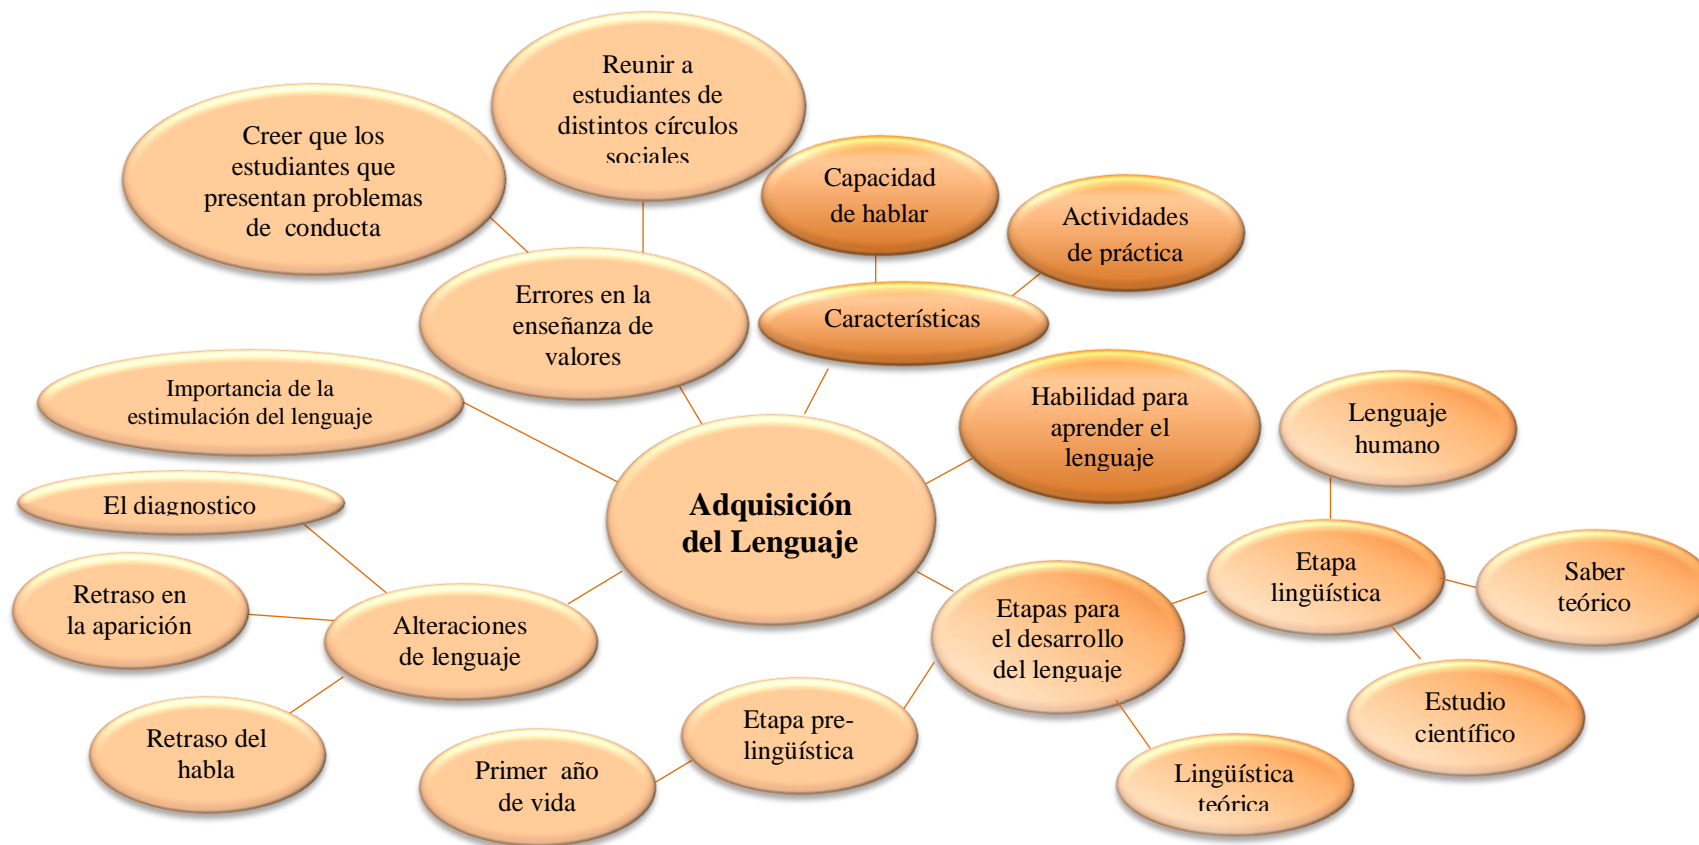 Reunir a
estudiantes de
distintos círculos
sociales
Creer que los
estudiantes que
presentan problemas
de conducta
Capacidad
de hablar
Actividades
de práctica
Errores en la
enseñanza de
valores
Características
Importancia de la
estimulación del lenguaje
Habilidad para
aprender el
lenguaje
Lenguaje
humano
El diagnostico
Adquisición
del Lenguaje
Etapa
lingüística
Saber
teórico
Retraso en
la aparición
Alteraciones
de lenguaje
Etapas para
el desarrollo
del lenguaje
Estudio
científico
Etapa pre-
lingüística
Retraso del
habla
Primer año
de vida
Lingüística
teórica